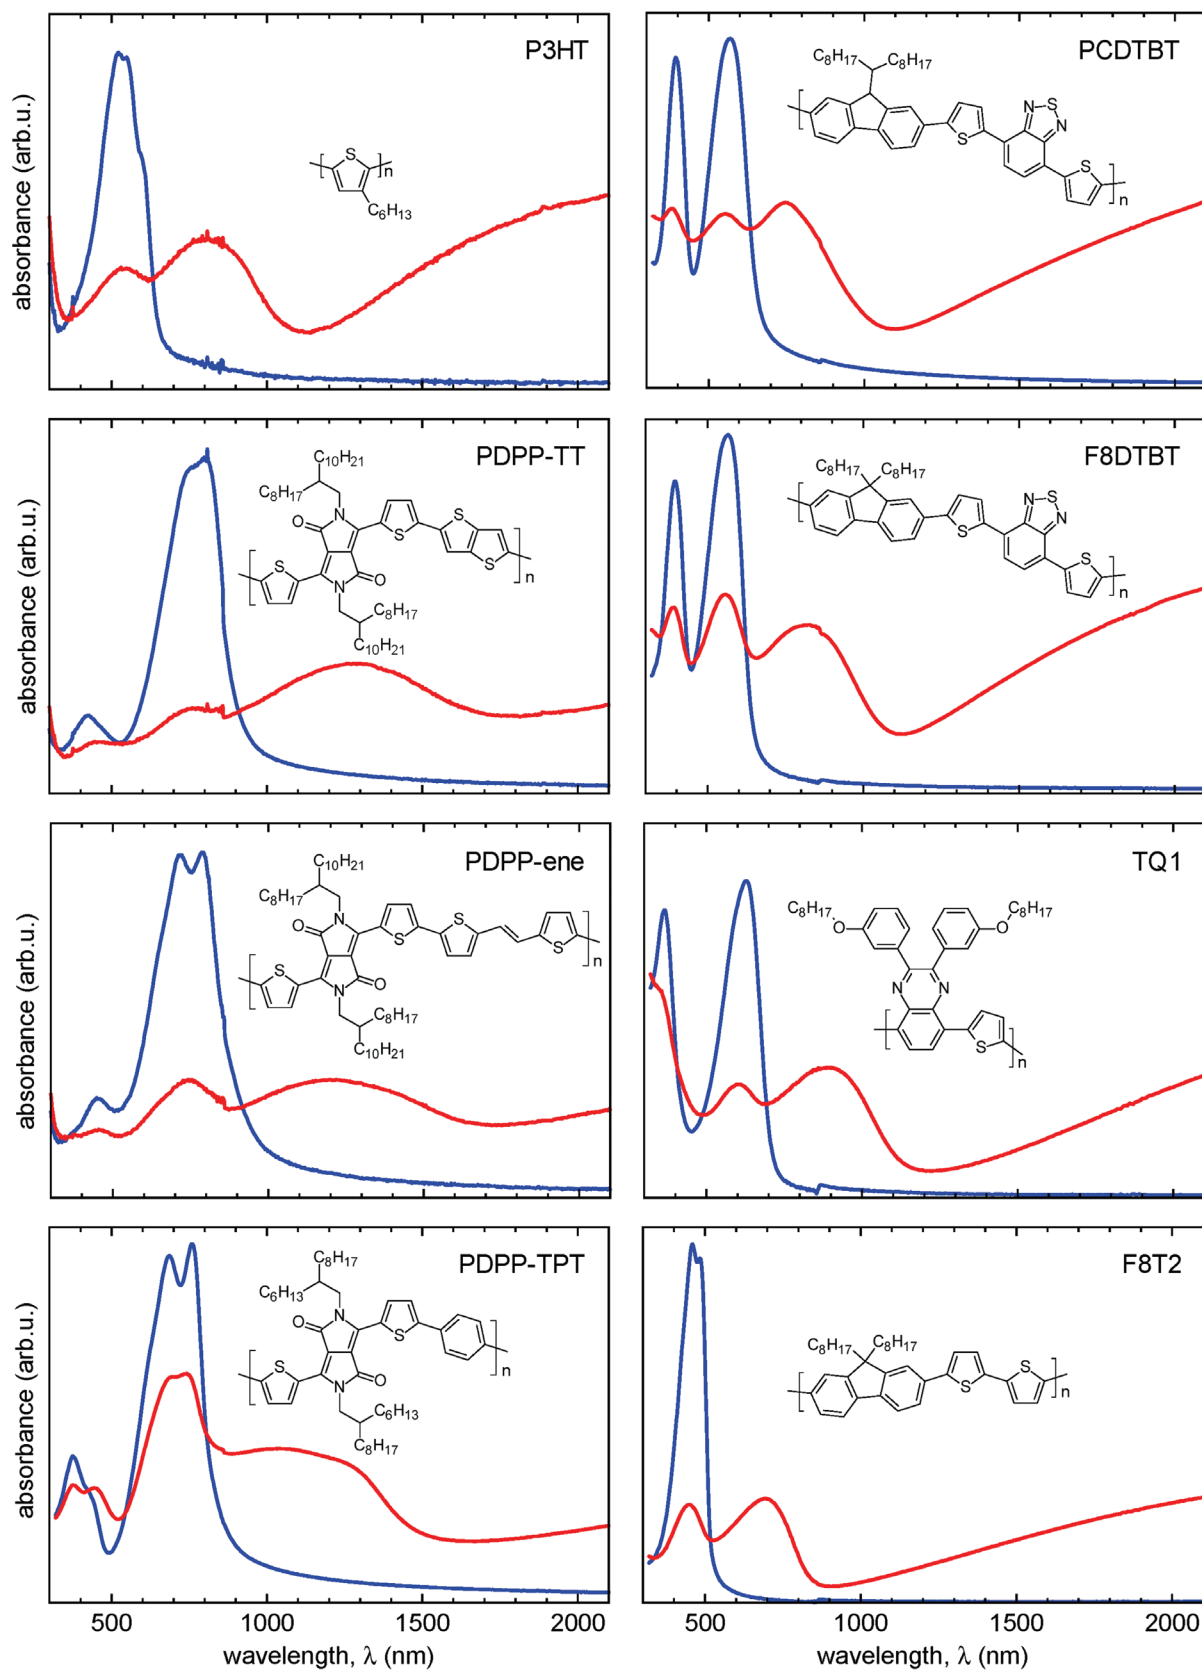 P3HT
absorbance (arb.u.)
S
n
C₆H₁₃
PCDTBT
C₈H₁₇ C₈H₁₇
N S N
S
S
n
PDPP-TT
absorbance (arb.u.)
C₁₀H₂₁
C₈H₁₇
N
O
S
S
S
S
O
N
n
C₈H₁₇
C₁₀H₂₁
F8DTBT
C₈H₁₇ C₈H₁₇
N S N
S
S
n
PDPP-ene
absorbance (arb.u.)
C₁₀H₂₁
C₈H₁₇
N
O
S
S
S
S
O
N
n
C₈H₁₇
C₁₀H₂₁
TQ1
C₈H₁₇ O
O C₈H₁₇
N N
S
n
PDPP-TPT
absorbance (arb.u.)
C₈H₁₇
C₆H₁₃
N
O
S
S
O
N
n
C₆H₁₃
C₈H₁₇
500 1000 1500 2000
wavelength, λ (nm)
F8T2
C₈H₁₇ C₈H₁₇
S
S
n
500 1000 1500 2000
wavelength, λ (nm)